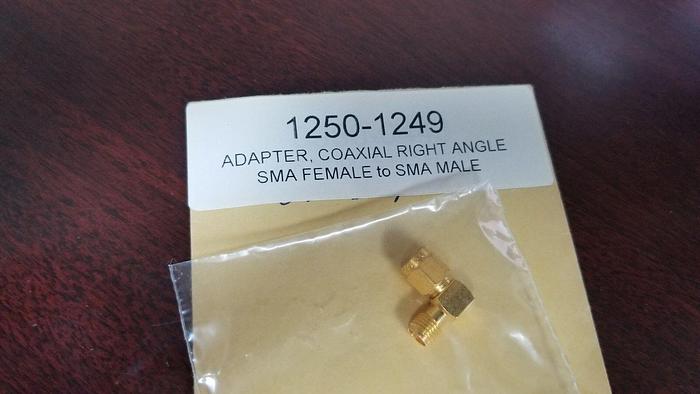 1250-1249
ADAPTER, COAXIAL RIGHT ANGLE
SMA FEMALE to SMA MALE